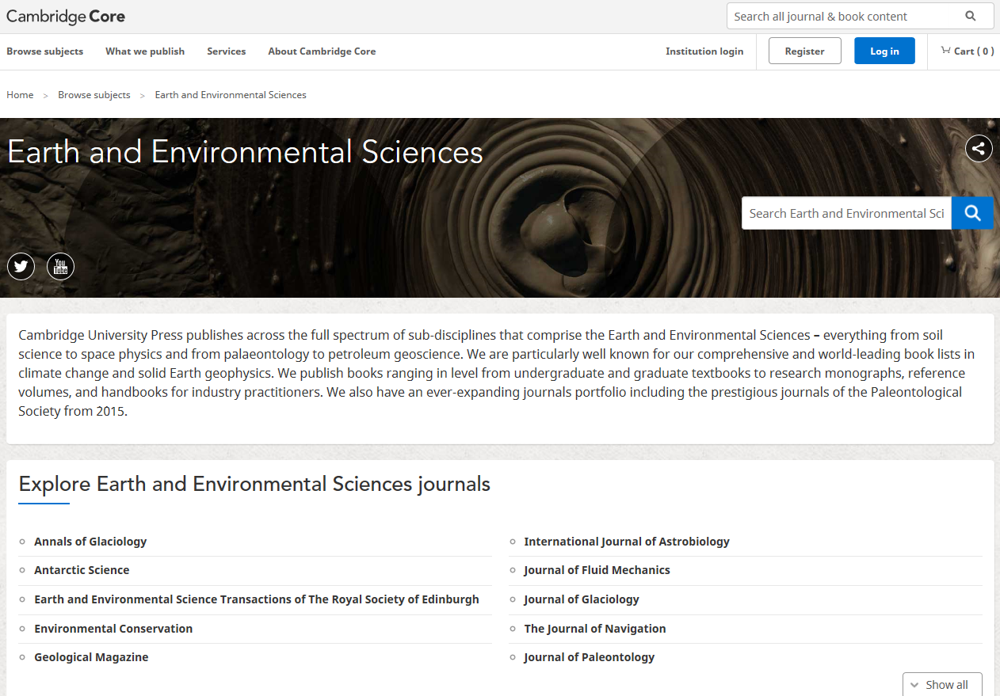 Cambridge Core
Search all journal & book content
Browse subjects What we publish Services About Cambridge Core Institution login Register Log in Cart ( 0 )
Home > Browse subjects > Earth and Environmental Sciences
Earth and Environmental Sciences
Search Earth and Environmental Sci
You Tube
Cambridge University Press publishes across the full spectrum of sub-disciplines that comprise the Earth and Environmental Sciences – everything from soil
science to space physics and from palaeontology to petroleum geoscience. We are particularly well known for our comprehensive and world-leading book lists in
climate change and solid Earth geophysics. We publish books ranging in level from undergraduate and graduate textbooks to research monographs, reference
volumes, and handbooks for industry practitioners. We also have an ever-expanding journals portfolio including the prestigious journals of the Paleontological
Society from 2015.
Explore Earth and Environmental Sciences journals
Annals of Glaciology
Antarctic Science
Earth and Environmental Science Transactions of The Royal Society of Edinburgh
Environmental Conservation
Geological Magazine
International Journal of Astrobiology
Journal of Fluid Mechanics
Journal of Glaciology
The Journal of Navigation
Journal of Paleontology
Show all